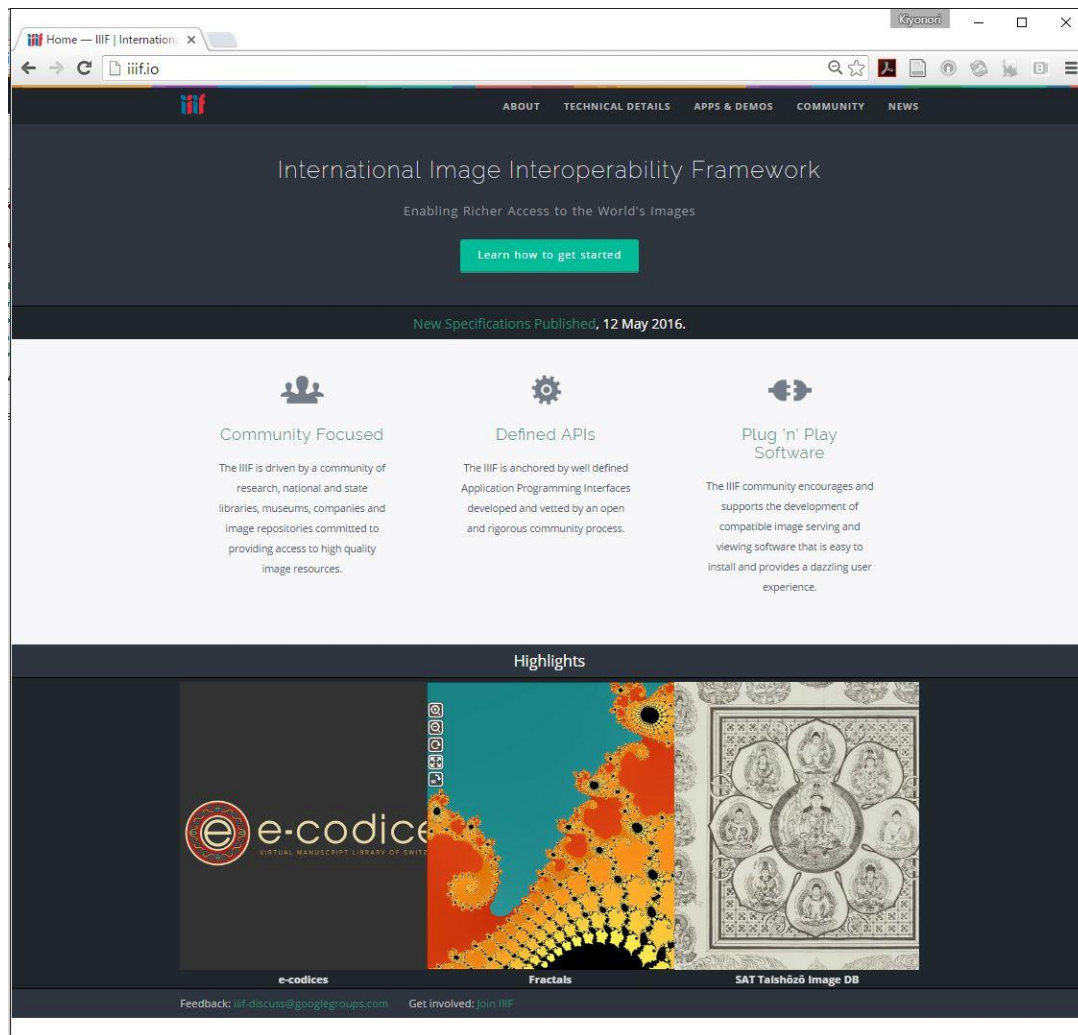 Kiyonori
iiif Home — IIIF | Internationa
iiif.io
iiif
ABOUT TECHNICAL DETAILS APPS & DEMOS COMMUNITY NEWS
International Image Interoperability Framework
Enabling Richer Access to the World's Images
Learn how to get started
New Specifications Published, 12 May 2016.
Community Focused
The IIIF is driven by a community of
research, national and state
libraries, museums, companies and
image repositories committed to
providing access to high quality
image resources.
Defined APIs
The IIIF is anchored by well defined
Application Programming Interfaces
developed and vetted by an open
and rigorous community process.
Plug 'n' Play
Software
The IIIF community encourages and
supports the development of
compatible image serving and
viewing software that is easy to
install and provides a dazzling user
experience.
Highlights
e e-codice
VIRTUAL MANUSCRIPT LIBRARY OF SWITZ
e-codices
Fractals
SAT Taishōzō Image DB
Feedback: iiif-discuss@googlegroups.com Get involved: Join IIIF